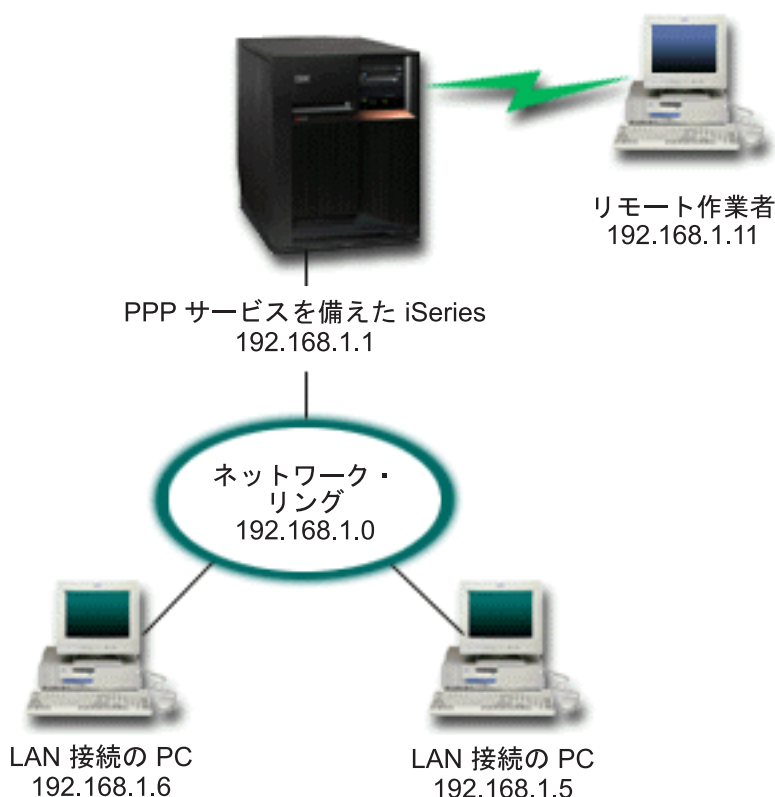 リモート作業者
192.168.1.11
PPP サービスを備えた iSeries
192.168.1.1
ネットワーク・
リング
192.168.1.0
LAN 接続の PC
192.168.1.6
LAN 接続の PC
192.168.1.5